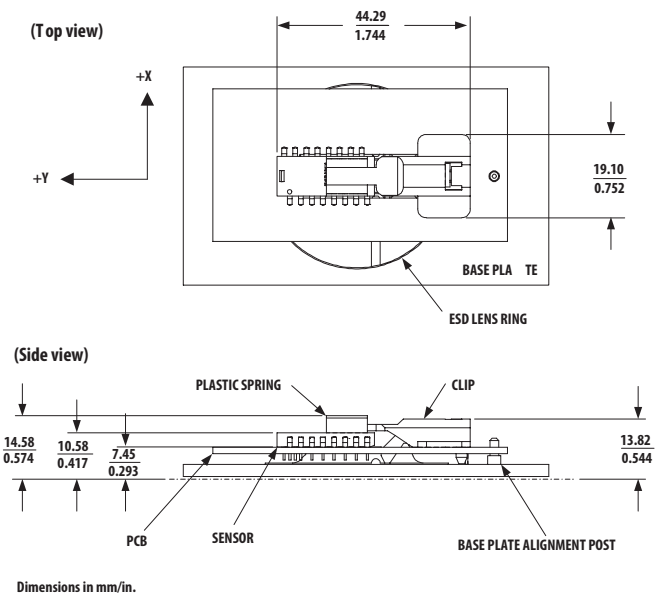 (Top view)
44.29
1.744
+X
+Y
19.10
0.752
BASE PLA TE
ESD LENS RING
(Side view)
PLASTIC SPRING
CLIP
14.58
0.574
10.58
0.417
7.45
0.293
13.82
0.544
PCB
SENSOR
BASE PLATE ALIGNMENT POST
Dimensions in mm/in.